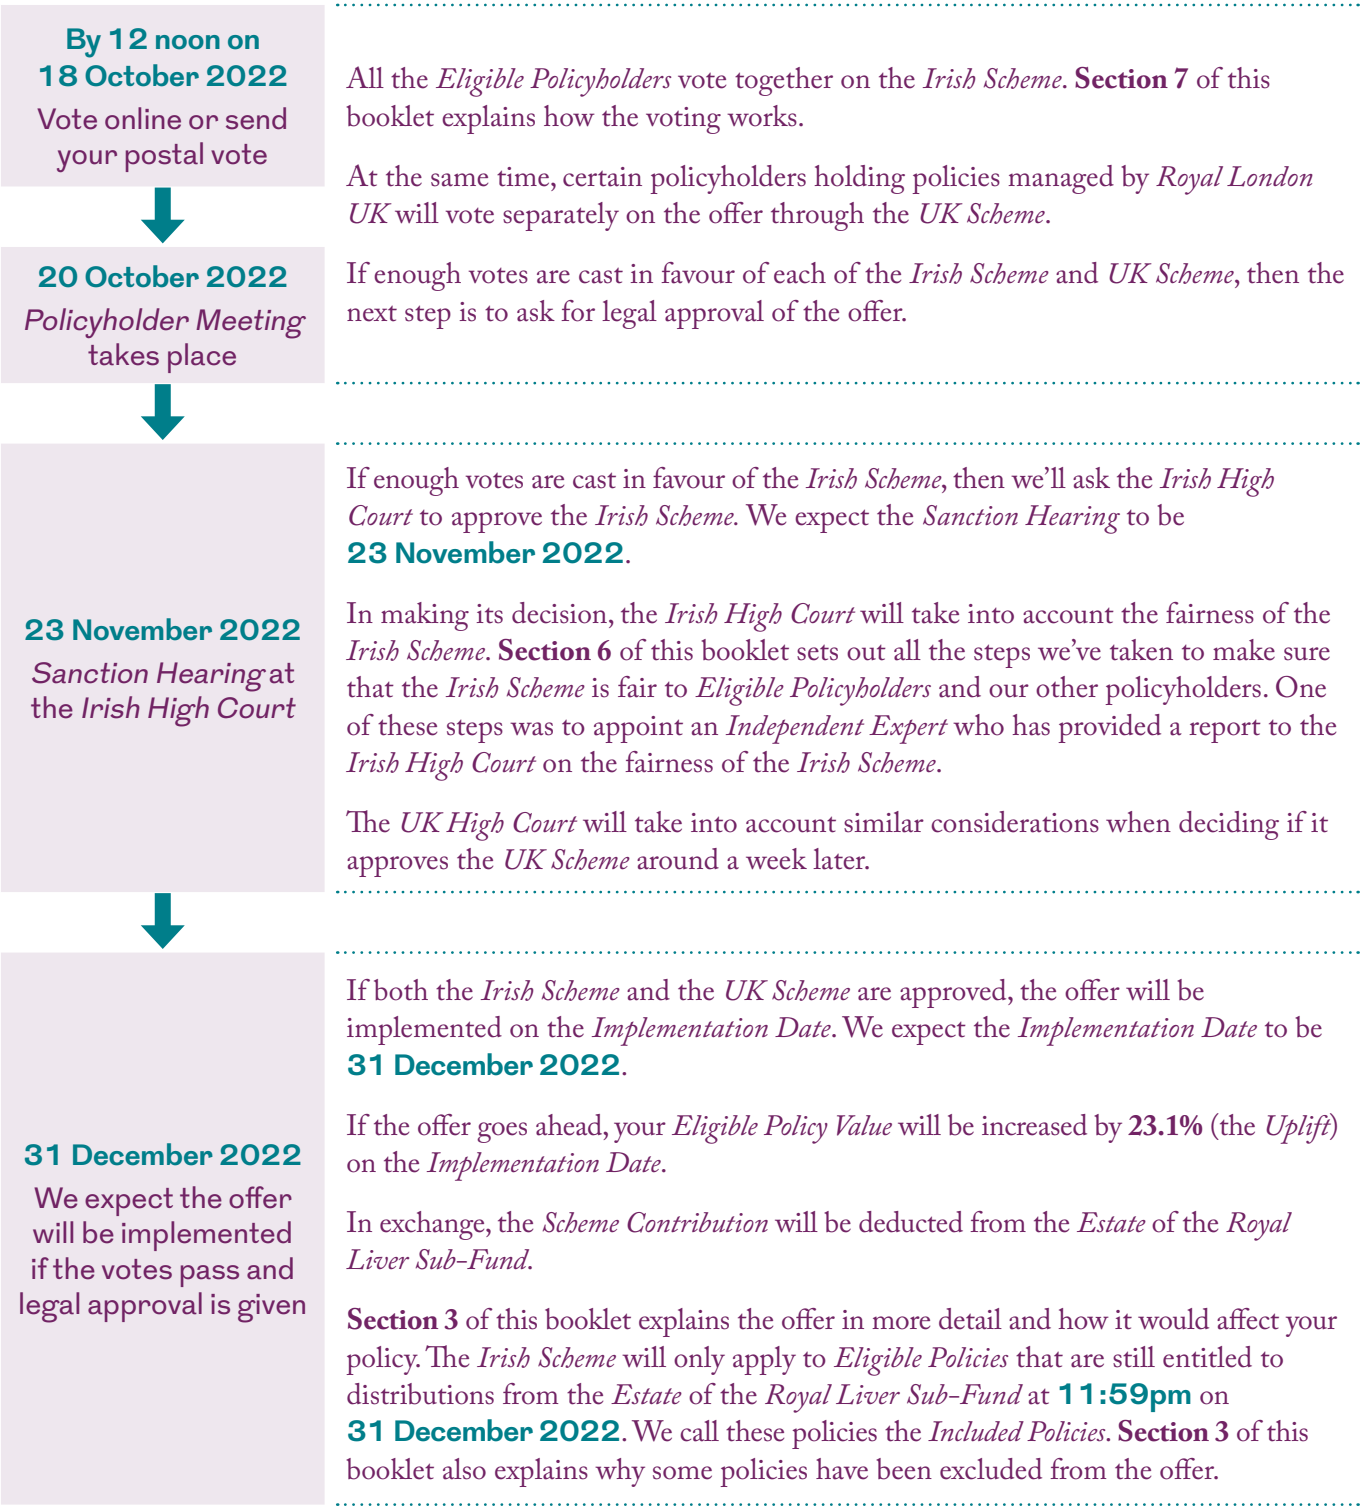 By 12 noon on
18 October 2022
Vote online or send
your postal vote
All the Eligible Policyholders vote together on the Irish Scheme. Section 7 of this
booklet explains how the voting works.
At the same time, certain policyholders holding policies managed by Royal London
UK will vote separately on the offer through the UK Scheme.
20 October 2022
Policyholder Meeting
takes place
If enough votes are cast in favour of each of the Irish Scheme and UK Scheme, then the
next step is to ask for legal approval of the offer.
23 November 2022
Sanction Hearing at
the Irish High Court
If enough votes are cast in favour of the Irish Scheme, then we’ll ask the Irish High
Court to approve the Irish Scheme. We expect the Sanction Hearing to be
23 November 2022.
In making its decision, the Irish High Court will take into account the fairness of the
Irish Scheme. Section 6 of this booklet sets out all the steps we’ve taken to make sure
that the Irish Scheme is fair to Eligible Policyholders and our other policyholders. One
of these steps was to appoint an Independent Expert who has provided a report to the
Irish High Court on the fairness of the Irish Scheme.
The UK High Court will take into account similar considerations when deciding if it
approves the UK Scheme around a week later.
31 December 2022
We expect the offer
will be implemented
if the votes pass and
legal approval is given
If both the Irish Scheme and the UK Scheme are approved, the offer will be
implemented on the Implementation Date. We expect the Implementation Date to be
31 December 2022.
If the offer goes ahead, your Eligible Policy Value will be increased by 23.1% (the Uplift)
on the Implementation Date.
In exchange, the Scheme Contribution will be deducted from the Estate of the Royal
Liver Sub-Fund.
Section 3 of this booklet explains the offer in more detail and how it would affect your
policy. The Irish Scheme will only apply to Eligible Policies that are still entitled to
distributions from the Estate of the Royal Liver Sub-Fund at 11:59pm on
31 December 2022. We call these policies the Included Policies. Section 3 of this
booklet also explains why some policies have been excluded from the offer.